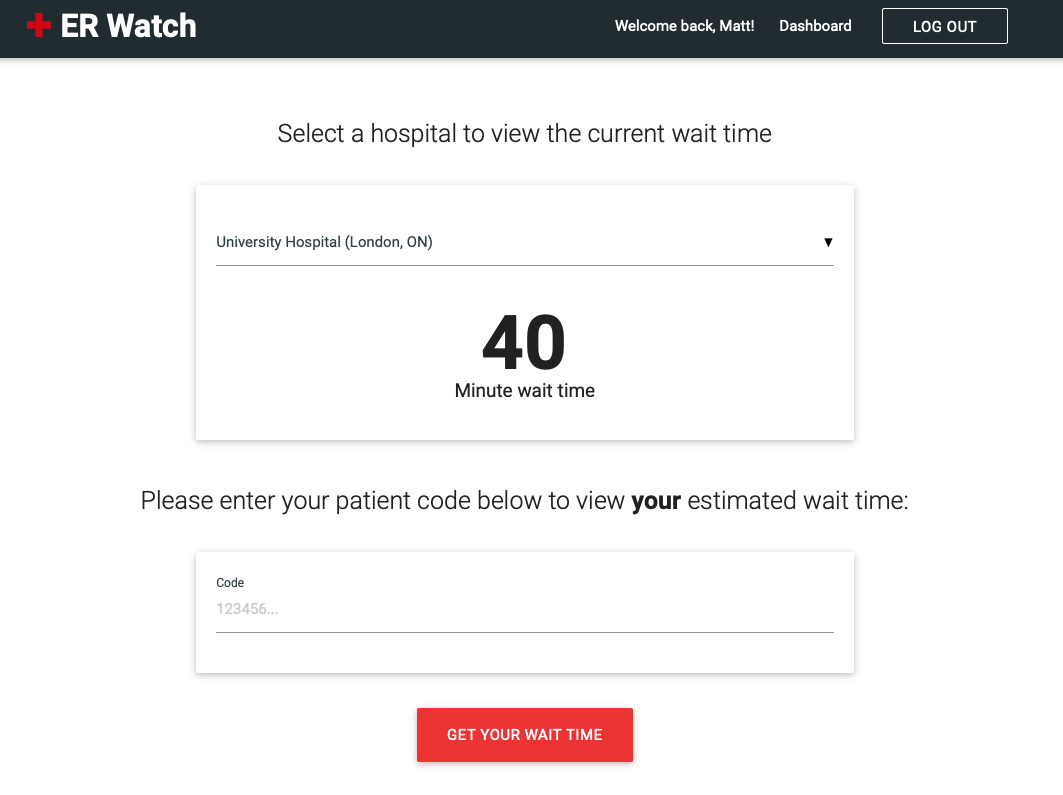 ER Watch
Welcome back, Matt!
Dashboard
LOG OUT
Select a hospital to view the current wait time
University Hospital (London, ON)
40
Minute wait time
Please enter your patient code below to view your estimated wait time:
Code
123456...
GET YOUR WAIT TIME